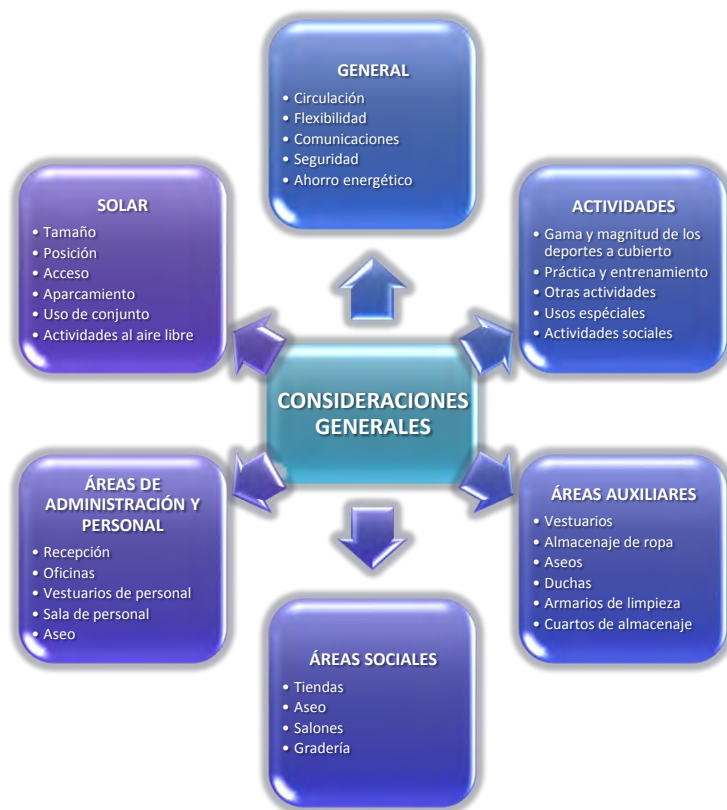 GENERAL
• Circulación
• Flexibilidad
• Comunicaciones
• Seguridad
• Ahorro energético
SOLAR
• Tamaño
• Posición
• Acceso
• Aparcamiento
• Uso de conjunto
• Actividades al aire libre
ACTIVIDADES
• Gama y magnitud de los
deportes a cubierto
• Práctica y entrenamiento
• Otras actividades
• Usos espéciales
• Actividades sociales
CONSIDERACIONES
GENERALES
ÁREAS DE
ADMINISTRACIÓN Y
PERSONAL
• Recepción
• Oficinas
• Vestuarios de personal
• Sala de personal
• Aseo
ÁREAS AUXILIARES
• Vestuarios
• Almacenaje de ropa
• Aseos
• Duchas
• Armarios de limpieza
• Cuartos de almacenaje
ÁREAS SOCIALES
• Tiendas
• Aseo
• Salones
• Gradería